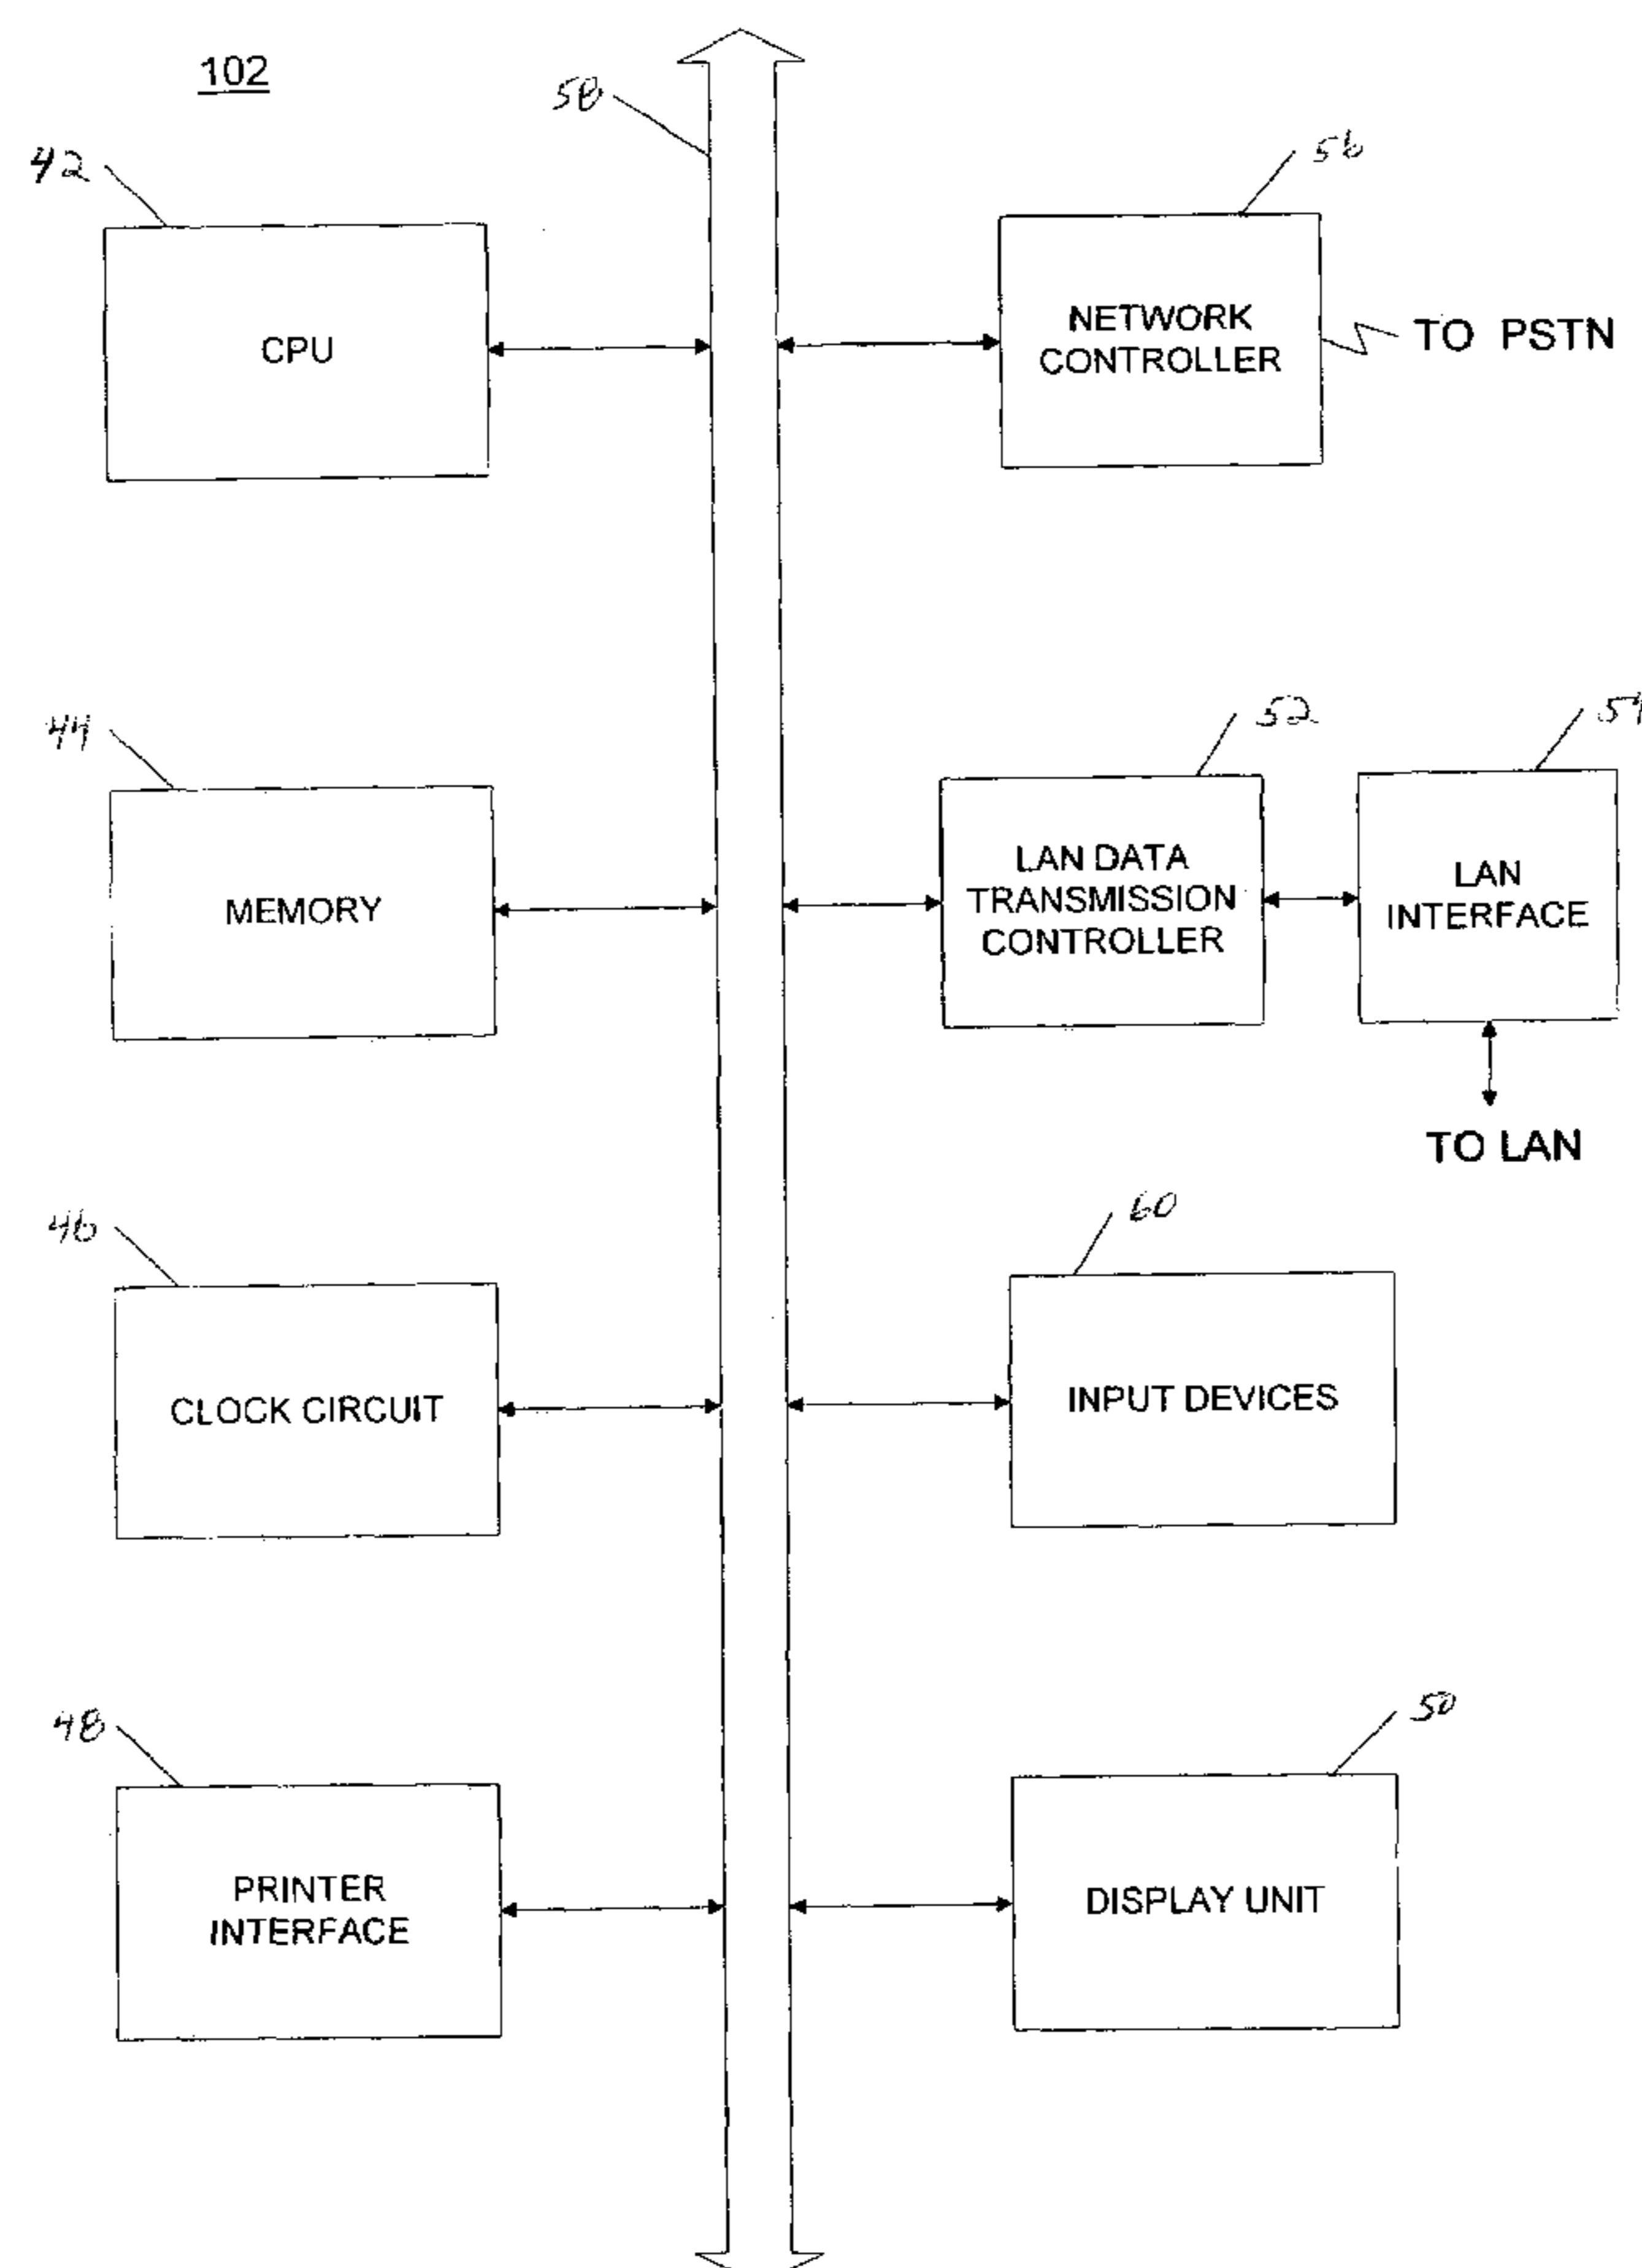 102
58
42
56
CPU
NETWORK
CONTROLLER
TO PSTN
44
52
54
MEMORY
LAN DATA
TRANSMISSION
CONTROLLER
LAN
INTERFACE
TO LAN
46
60
CLOCK CIRCUIT
INPUT DEVICES
48
50
PRINTER
INTERFACE
DISPLAY UNIT